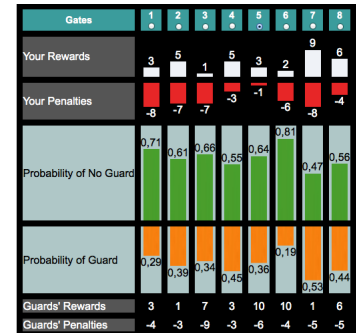 Gates 1 2 3 4 5 6 7 8
Your Rewards 3 5 1 5 3 2 9 6
Your Penalties -8 -7 -7 -3 -1 -6 -8 -4
Probability of No Guard 0,71 0,61 0,66 0,55 0,64 0,81 0,47 0,56
Probability of Guard 0,29 0,39 0,34 0,45 0,36 0,19 0,53 0,44
Guards' Rewards 3 1 7 3 10 10 1 6
Guards' Penalties -4 -3 -9 -3 -6 -4 -5 -5